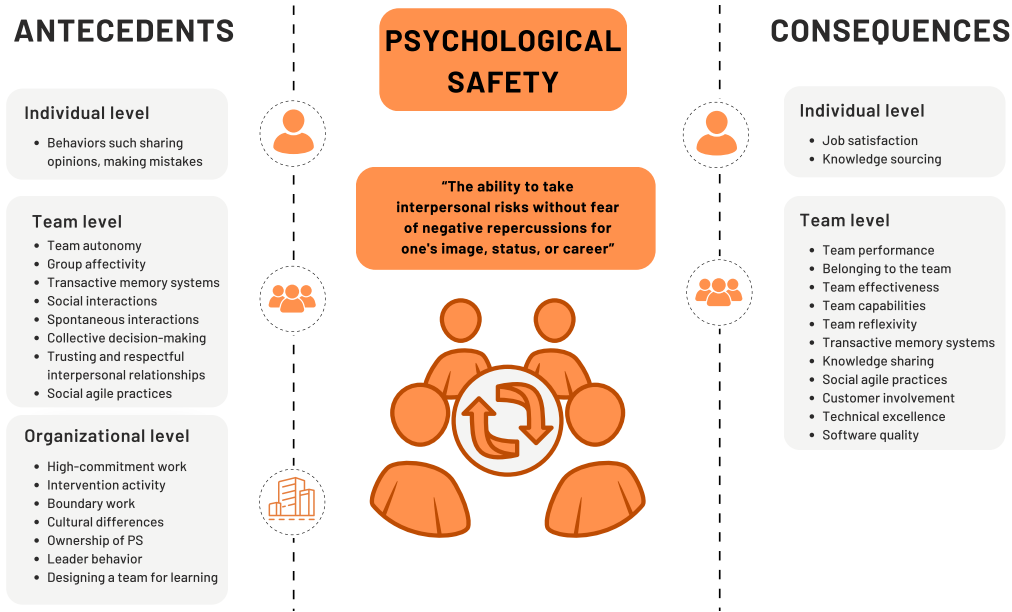 ANTECEDENTS
Individual level
• Behaviors such sharing
opinions, making mistakes
Team level
• Team autonomy
• Group affectivity
• Transactive memory systems
• Social interactions
• Spontaneous interactions
• Collective decision-making
• Trusting and respectful
interpersonal relationships
• Social agile practices
Organizational level
• High-commitment work
• Intervention activity
• Boundary work
• Cultural differences
• Ownership of PS
• Leader behavior
• Designing a team for learning
PSYCHOLOGICAL
SAFETY
“The ability to take
interpersonal risks without fear
of negative repercussions for
one's image, status, or career”
CONSEQUENCES
Individual level
• Job satisfaction
• Knowledge sourcing
Team level
• Team performance
• Belonging to the team
• Team effectiveness
• Team capabilities
• Team reflexivity
• Transactive memory systems
• Knowledge sharing
• Social agile practices
• Customer involvement
• Technical excellence
• Software quality